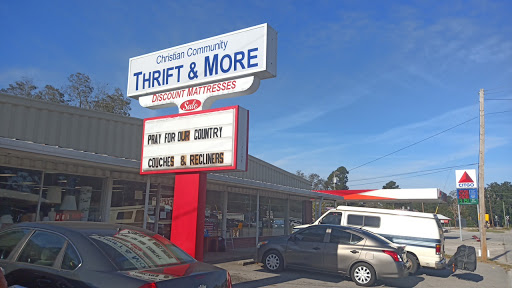 Christian Community
THRIFT & MORE
DISCOUNT MATTRESSES
Sale
PRAY FOR OUR COUNTRY
COUCHES & RECLINERS
CITGO